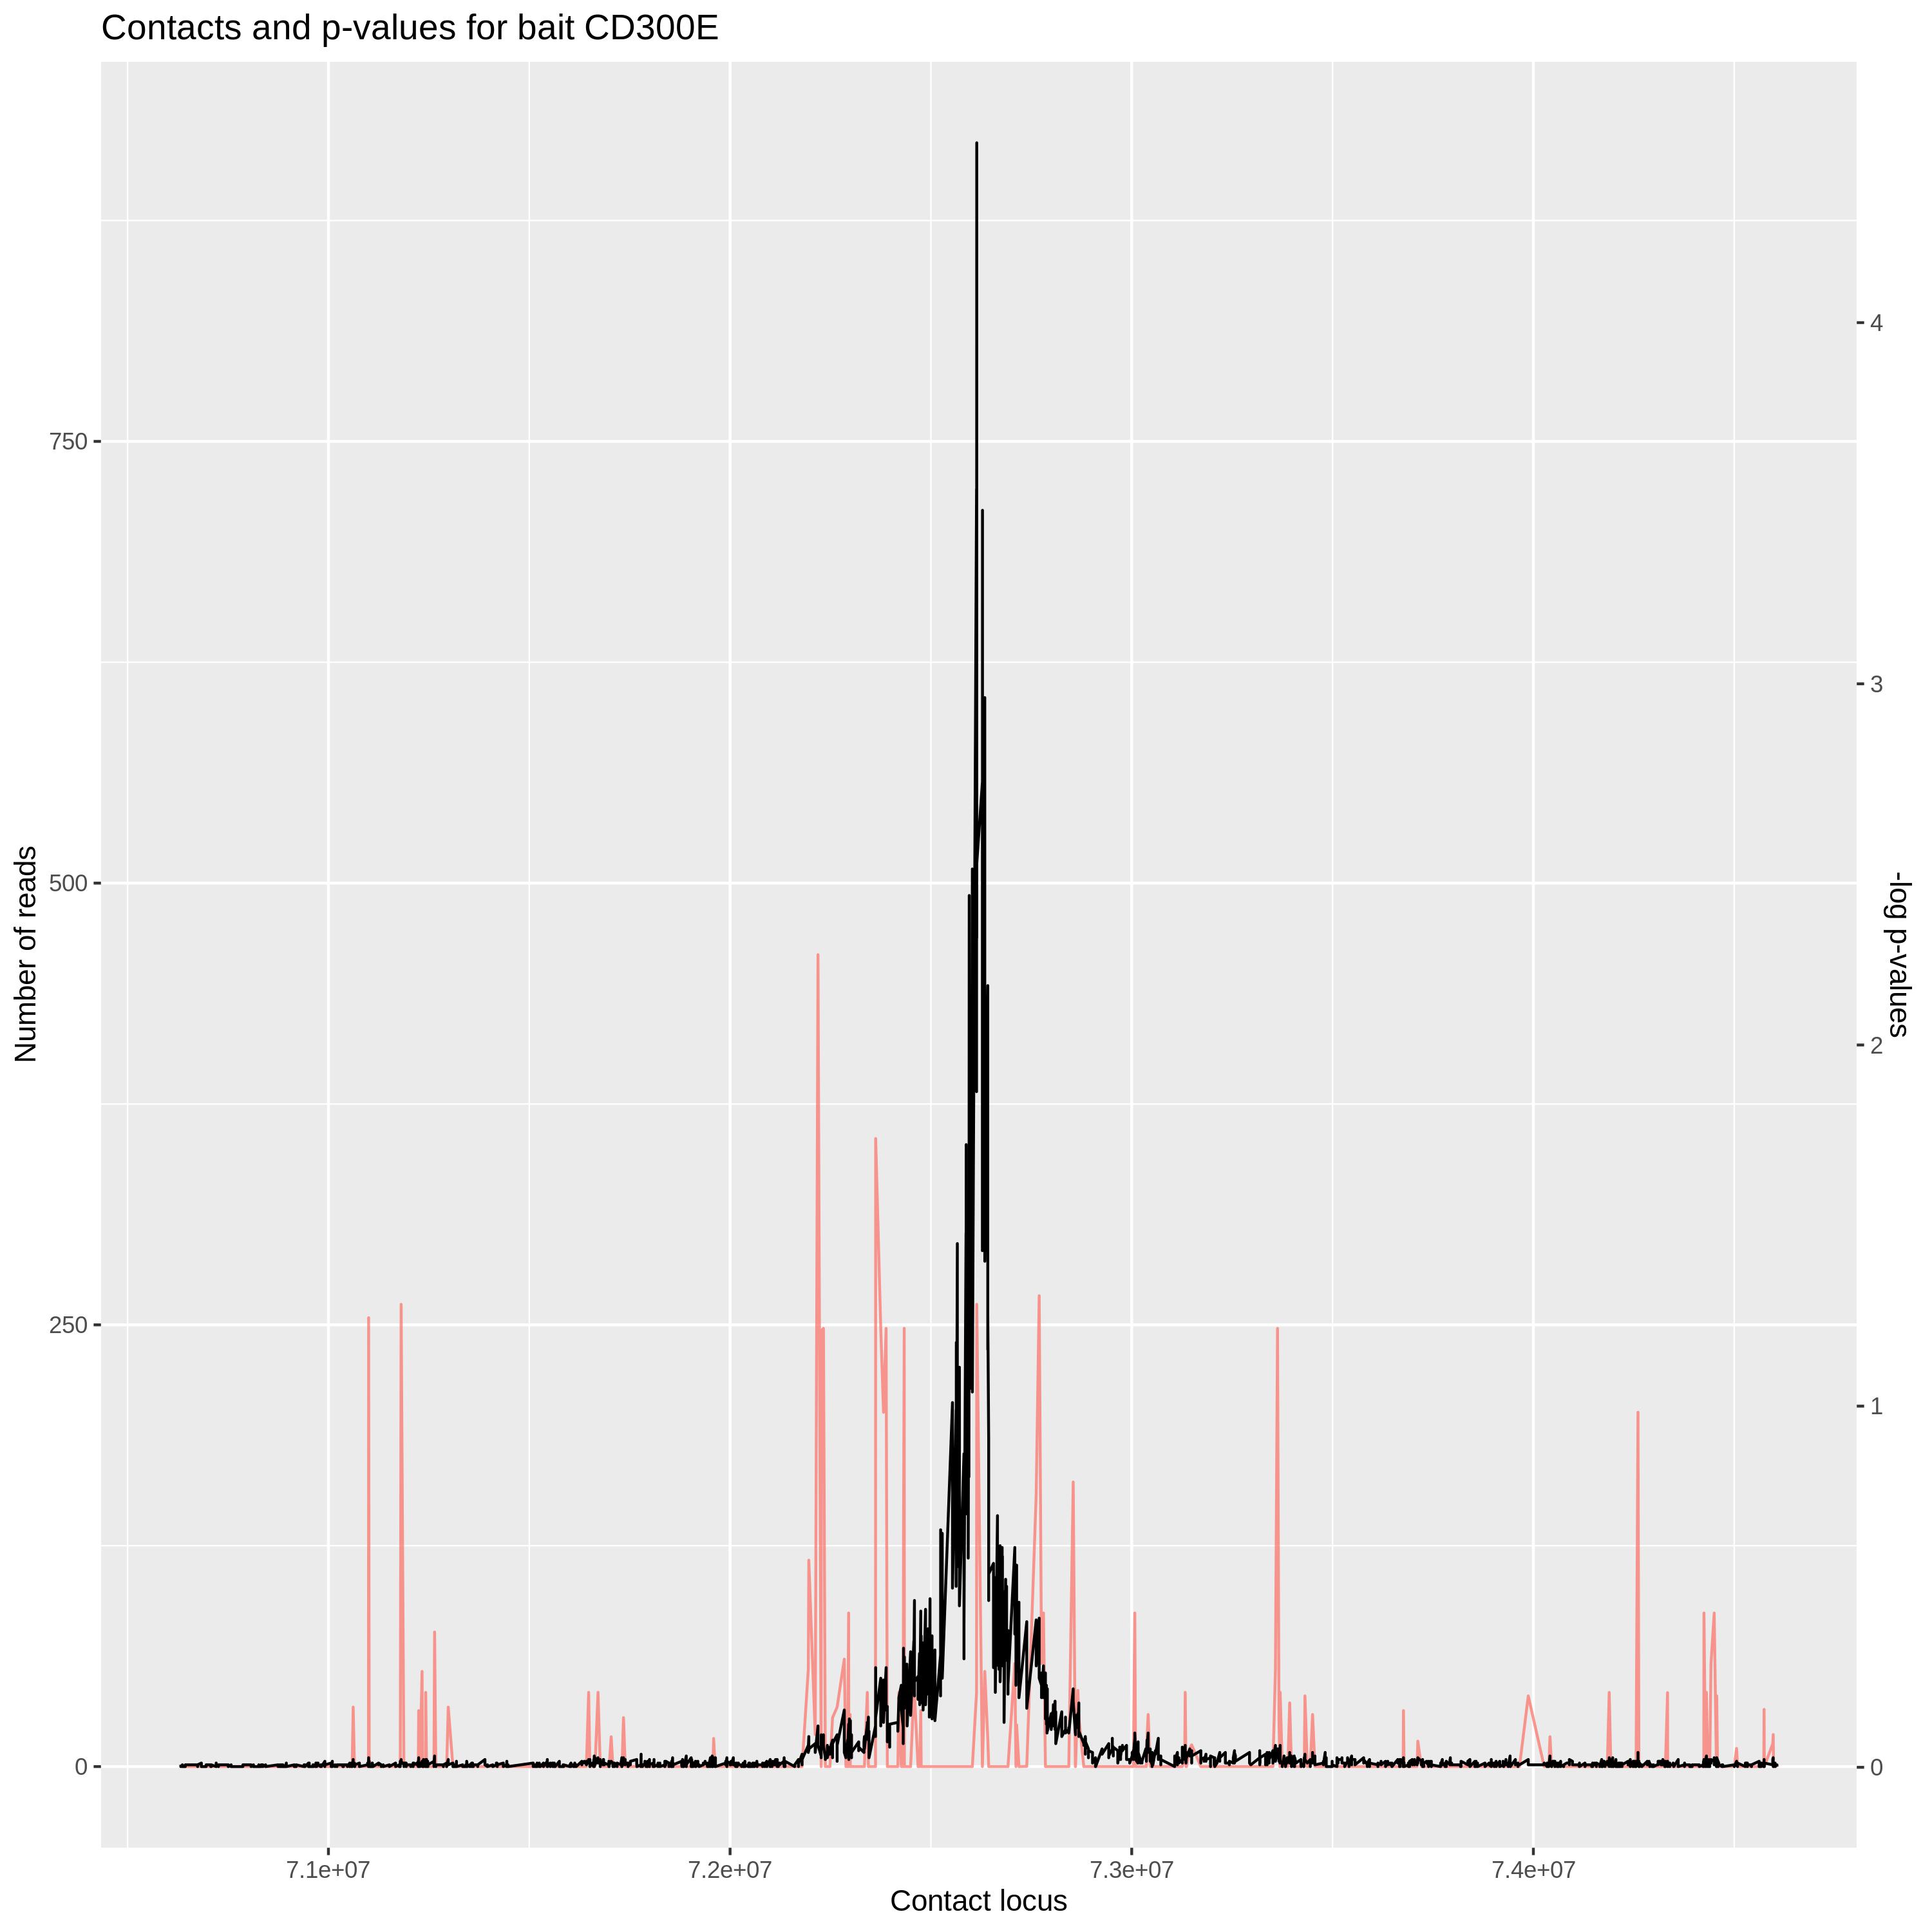 Contacts and p-values for bait CD300E
Number of reads
750
500
250
0
4
3
2
1
0
-log p-values
7.1e+07
7.2e+07
7.3e+07
7.4e+07
Contact locus